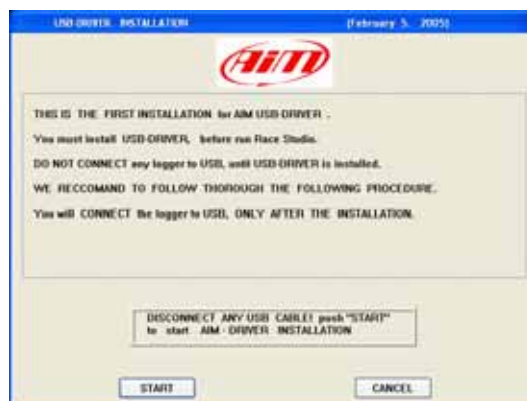 USB-DRIVER INSTALLATION (February 5, 2005)
AiM
THIS IS THE FIRST INSTALLATION for AIM USB-DRIVER .
You must install USB-DRIVER, before run Race Studio.
DO NOT CONNECT any logger to USB, until USB-DRIVER is installed.
WE RECCOMAND TO FOLLOW THOROUGH THE FOLLOWING PROCEDURE.
You will CONNECT the logger to USB, ONLY AFTER THE INSTALLATION.
DISCONNECT ANY USB CABLE! push "START"
to start AIM - DRIVER INSTALLATION
START CANCEL